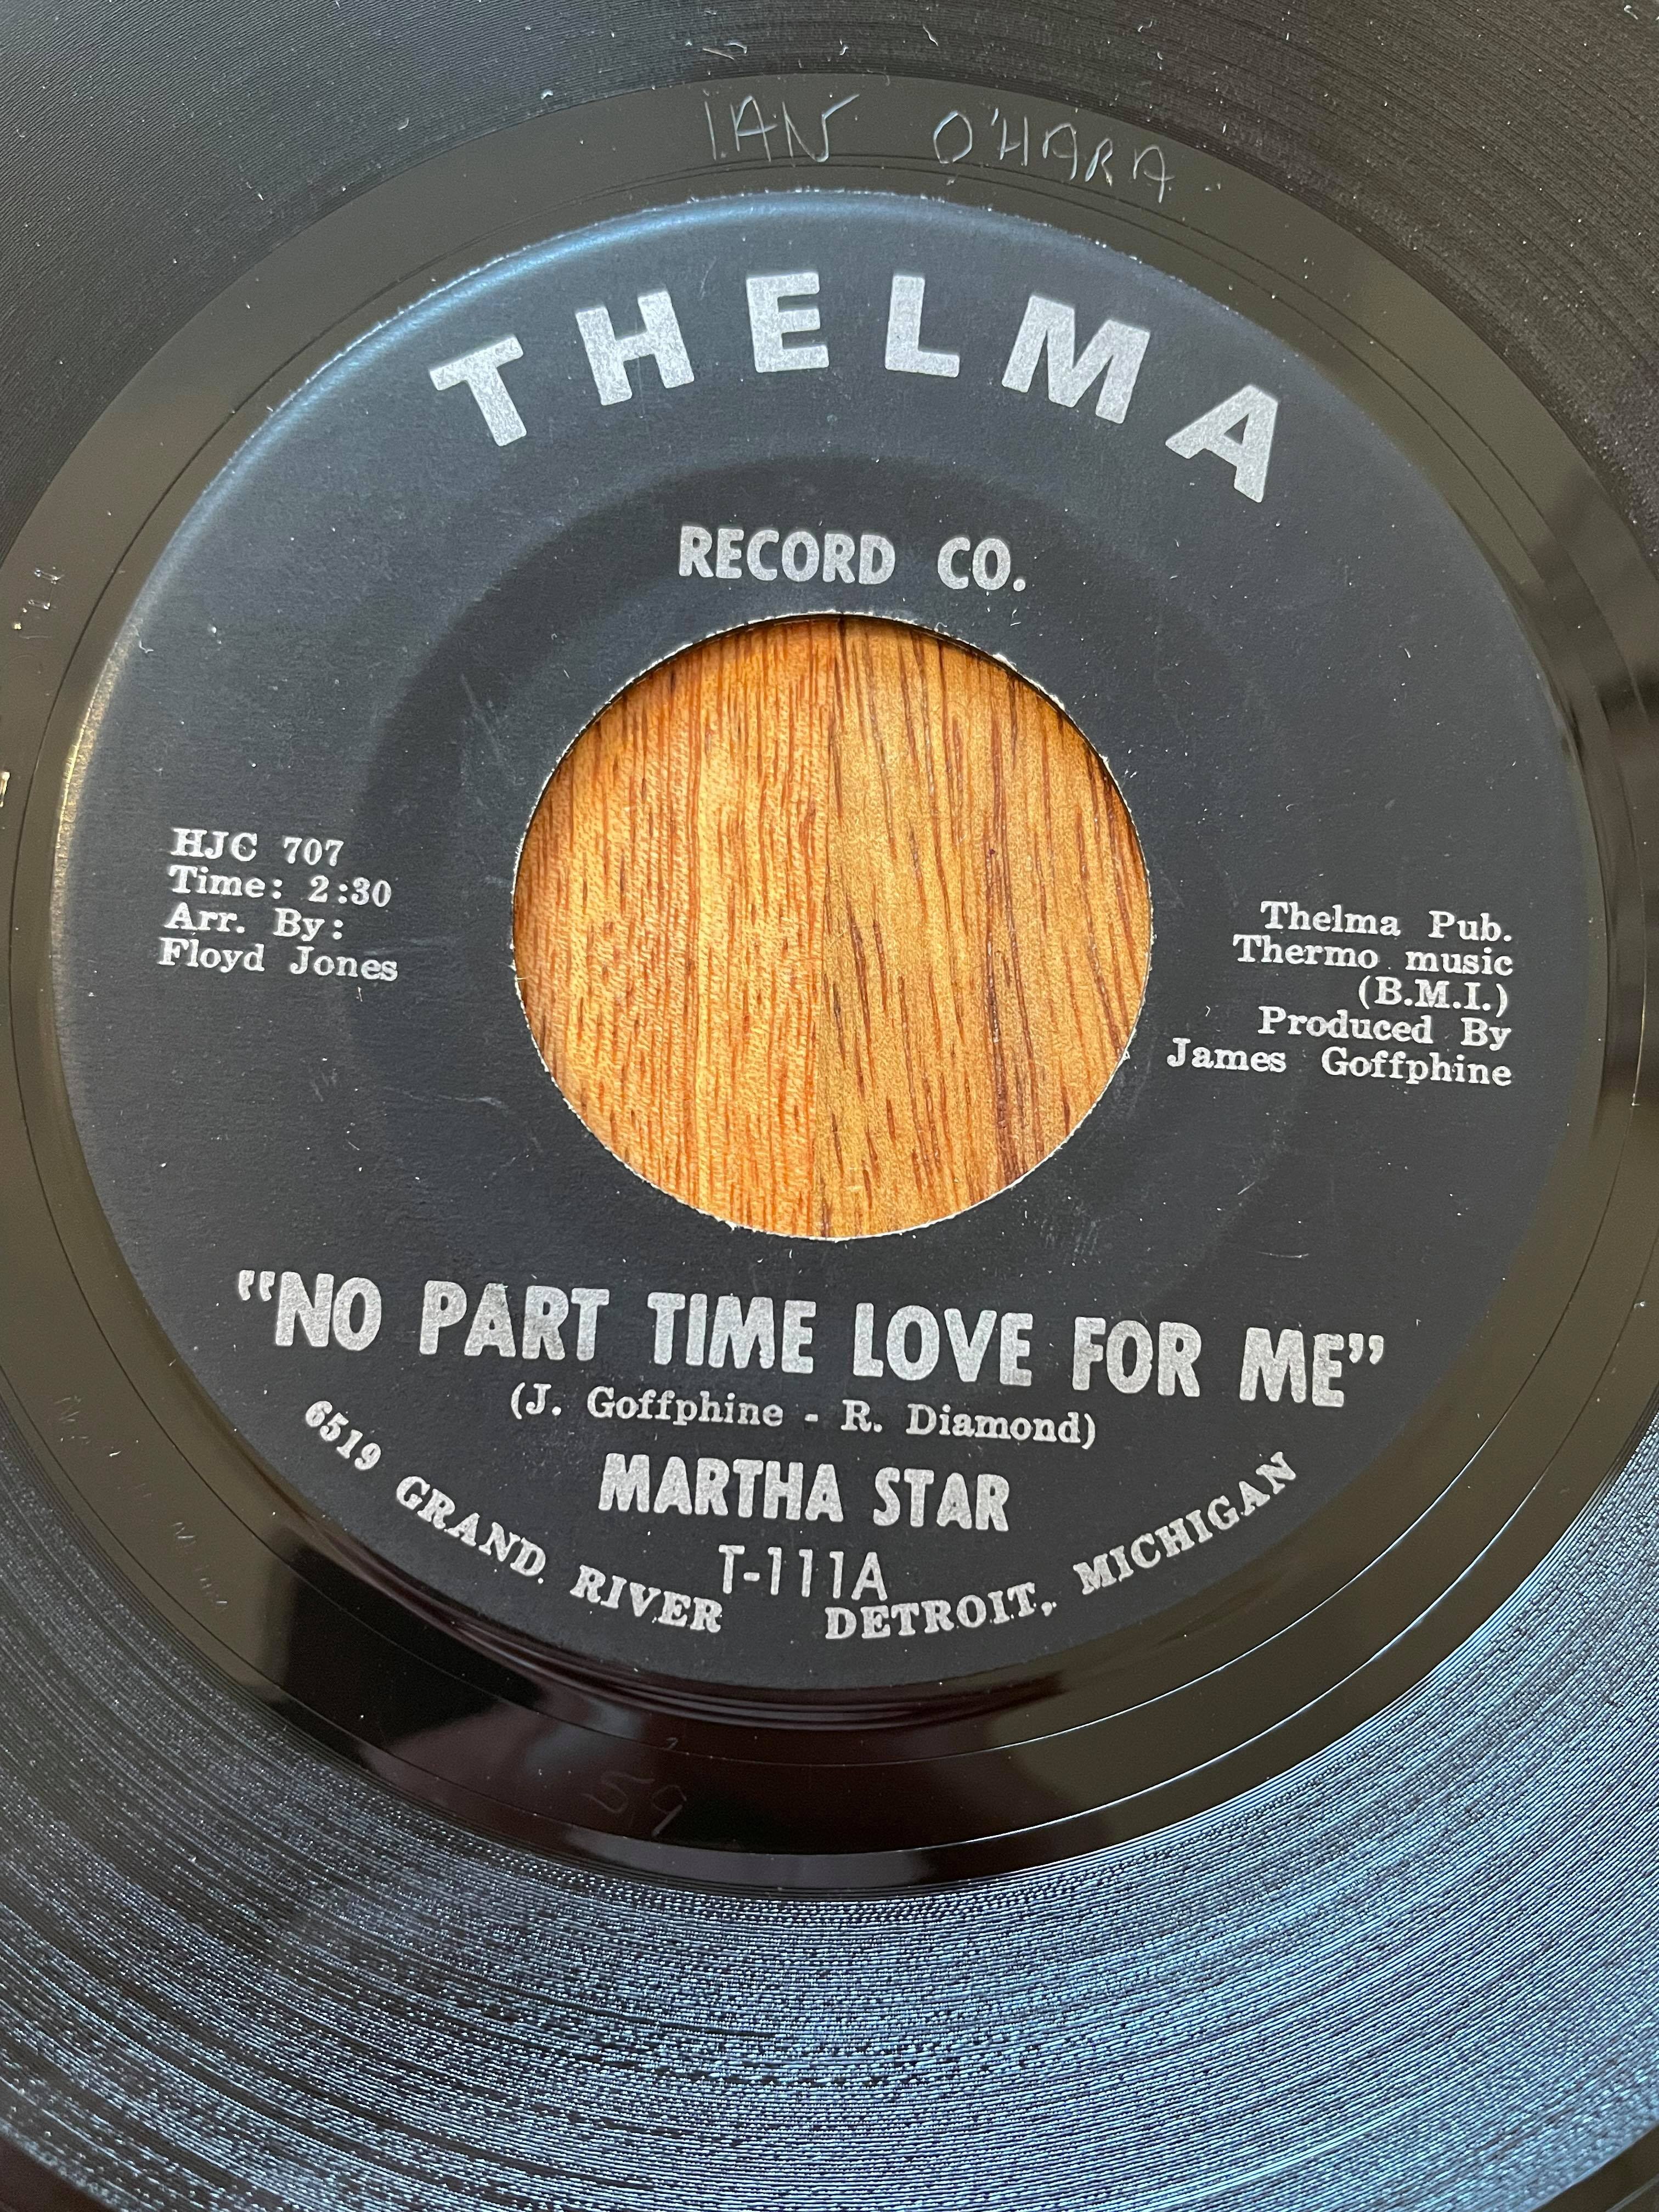 IAN O'HARA
THELMA
RECORD CO.
HJC 707
Time: 2:30
Arr. By:
Floyd Jones
Thelma Pub.
Thermo music
(B.M.I.)
Produced By
James Goffphine
"NO PART TIME LOVE FOR ME"
(J. Goffphine - R. Diamond)
MARTHA STAR
T-111A
6519 GRAND RIVER DETROIT, MICHIGAN
59